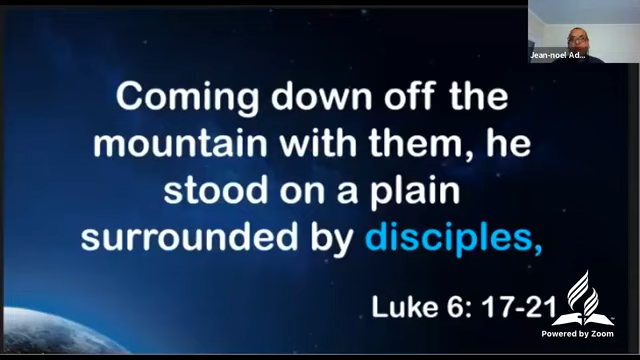 Jean-noel Ad...
Coming down off the
mountain with them, he
stood on a plain
surrounded by disciples,
Luke 6: 17-21
Powered by Zoom